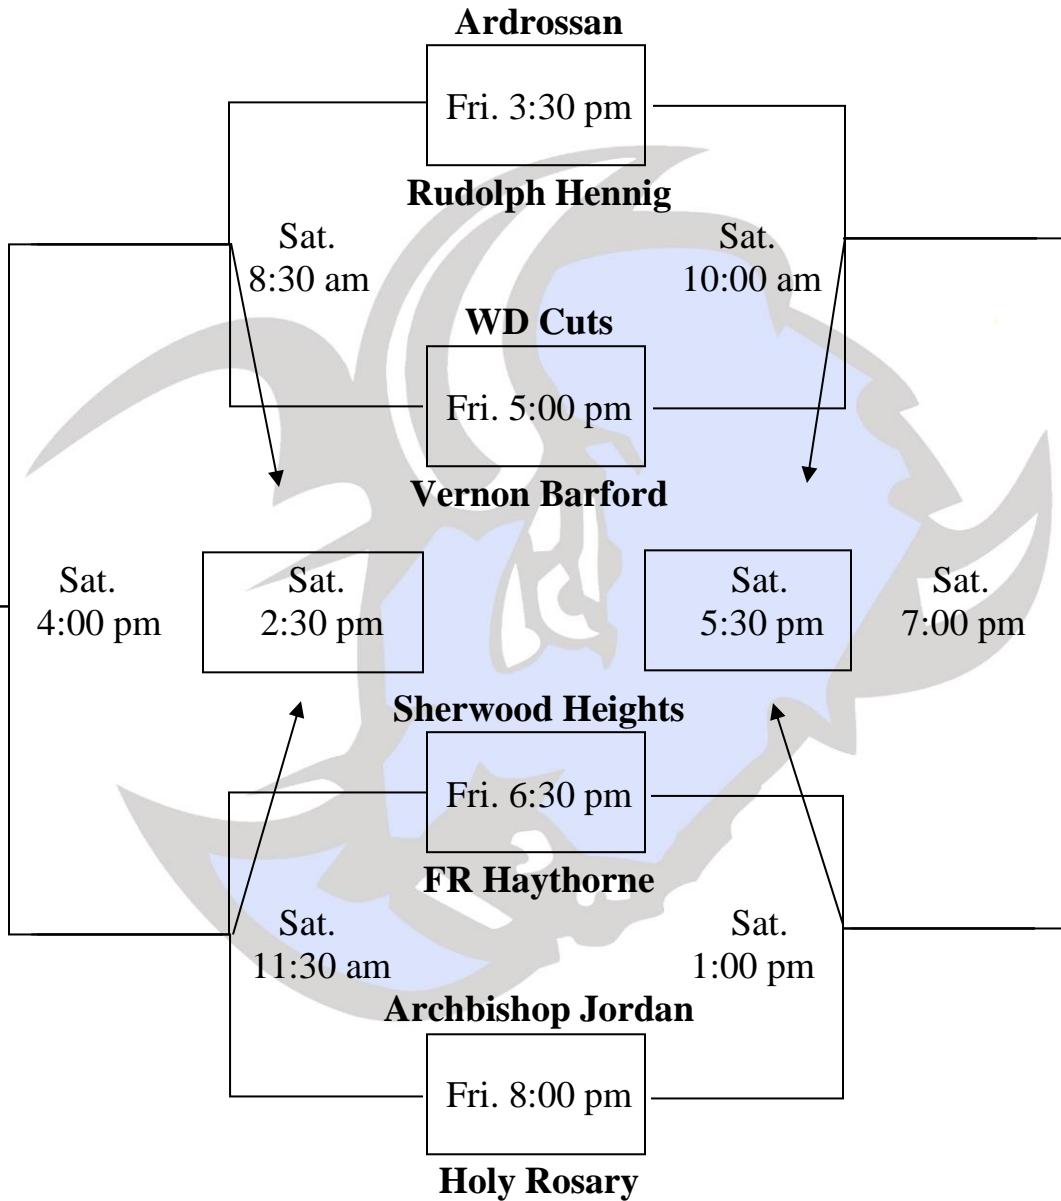 Ardrossan
Fri. 3:30 pm
Rudolph Hennig
Sat.
8:30 am
Sat.
10:00 am
WD Cuts
Fri. 5:00 pm
Vernon Barford
Sat.
4:00 pm
Sat.
2:30 pm
Sat.
5:30 pm
Sat.
7:00 pm
Sherwood Heights
Fri. 6:30 pm
FR Haythorne
Sat.
11:30 am
Sat.
1:00 pm
Archbishop Jordan
Fri. 8:00 pm
Holy Rosary